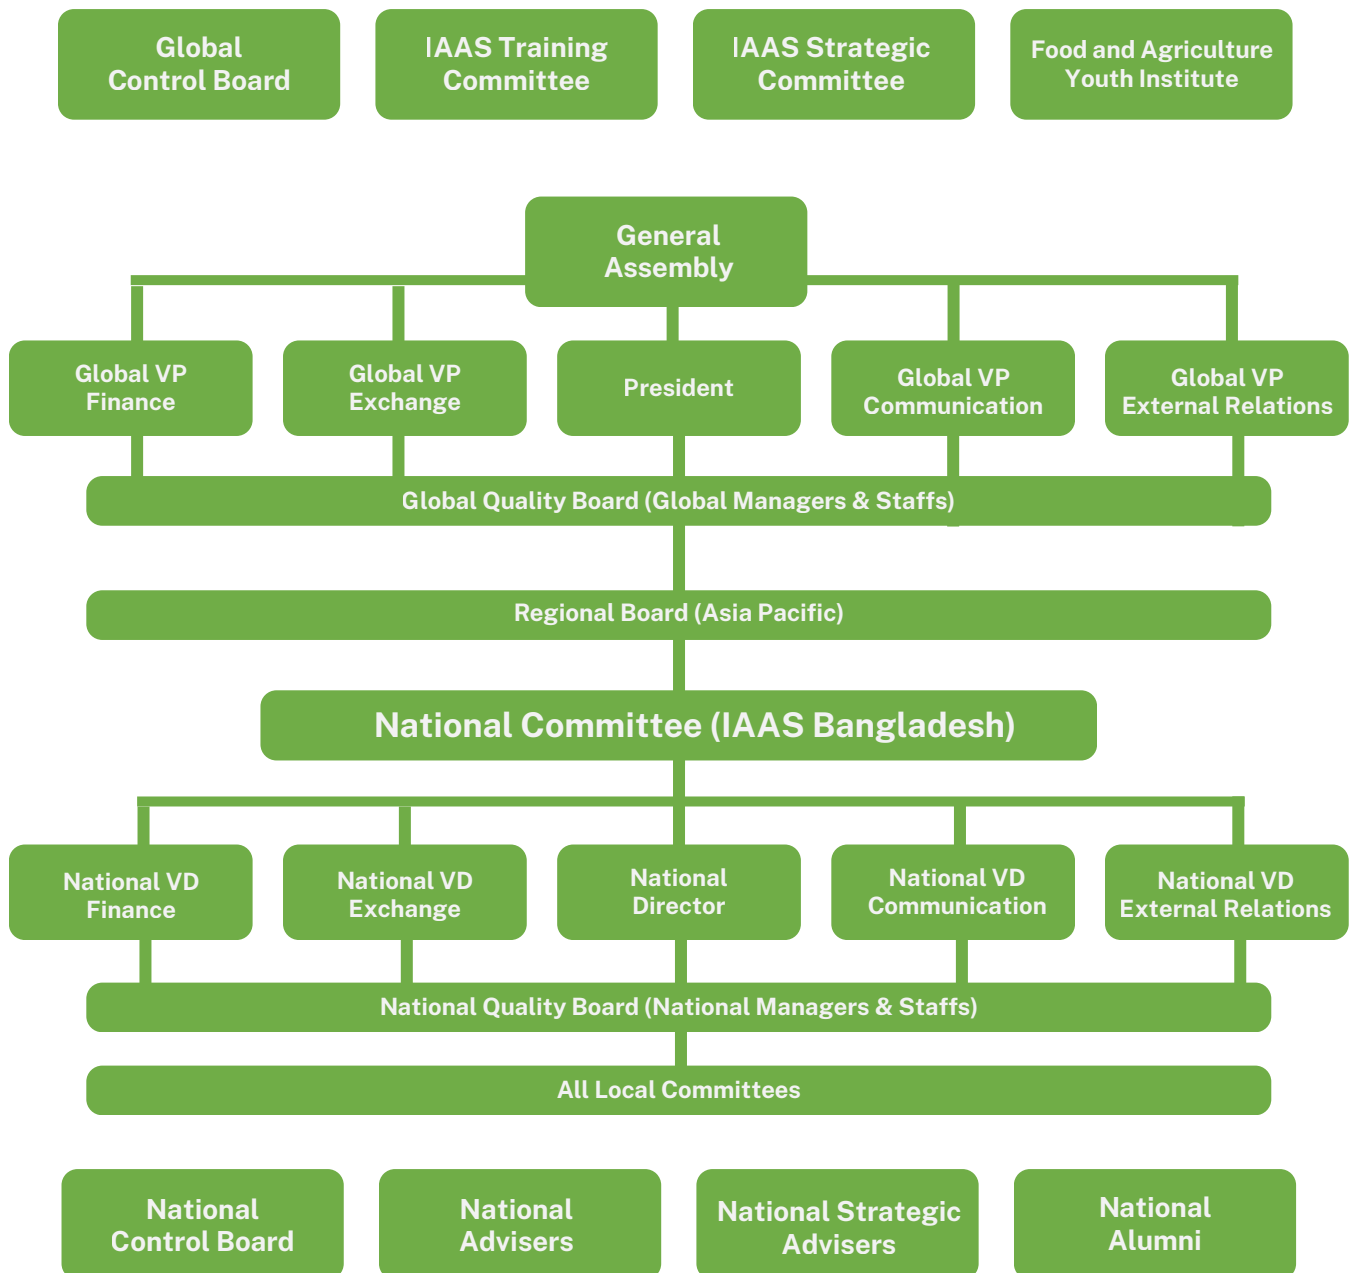 Global
Control Board
IAAS Training
Committee
IAAS Strategic
Committee
Food and Agriculture
Youth Institute
General
Assembly
Global VP
Finance
Global VP
Exchange
President
Global VP
Communication
Global VP
External Relations
Global Quality Board (Global Managers & Staffs)
Regional Board (Asia Pacific)
National Committee (IAAS Bangladesh)
National VD
Finance
National VD
Exchange
National
Director
National VD
Communication
National VD
External Relations
National Quality Board (National Managers & Staffs)
All Local Committees
National
Control Board
National
Advisers
National Strategic
Advisers
National
Alumni